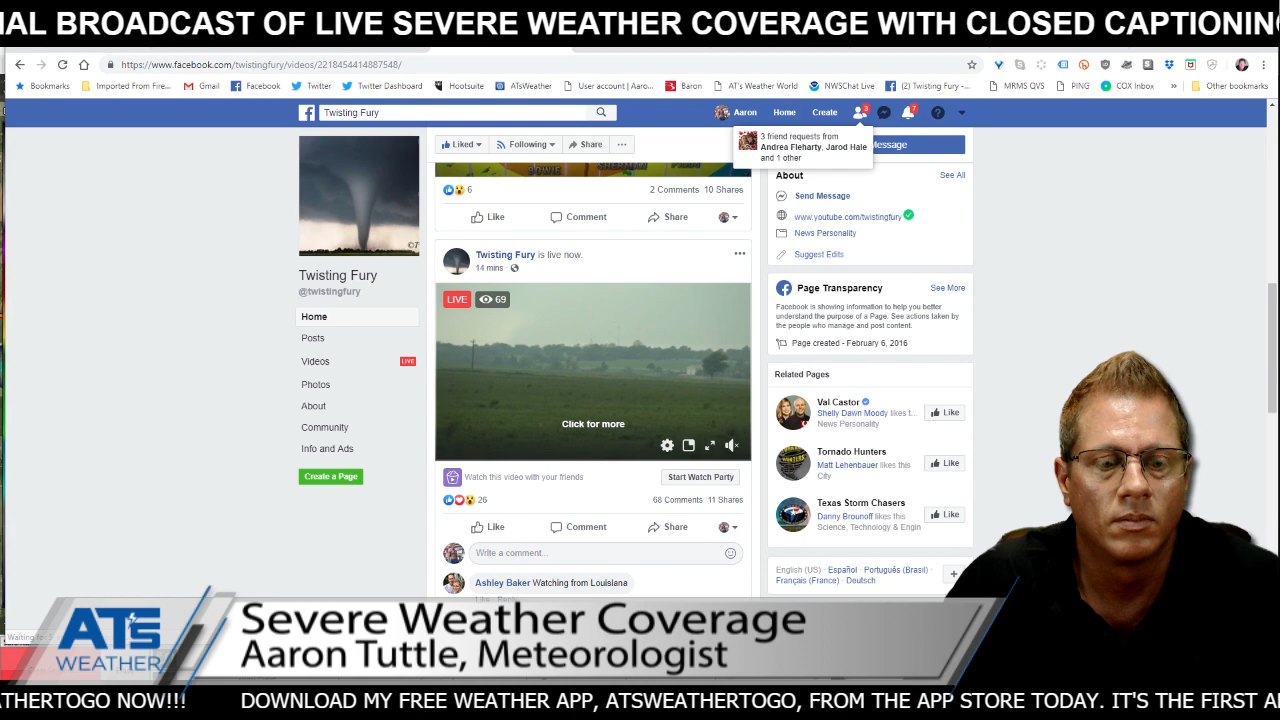 NAL BROADCAST OF LIVE SEVERE WEATHER COVERAGE WITH CLOSED CAPTIONING
https://www.facebook.com/twistingfury/videos/2218454414887548/
Bookmarks Imported From Fire... Gmail Facebook Twitter Twitter Dashboard Hootsuite ATsWeather User account | Aaro... Baron AT's Weather World NWSChat Live (2) Twisting Fury -... MRMS QVS PING COX Inbox » Other bookmarks
Twisting Fury
Aaron Home Create 3 7
3 friend requests from
Andrea Fleharty, Jarod Hale
and 1 other
Message
Liked Following Share
BOWIE
6 2 Comments 10 Shares
Like Comment Share
Twisting Fury
@twistingfury
Home
Posts
Videos LIVE
Photos
About
Community
Info and Ads
Create a Page
Twisting Fury is live now.
14 mins ·
LIVE 69
Click for more
Watch this video with your friends Start Watch Party
26 68 Comments 11 Shares
Like Comment Share
Write a comment...
Ashley Baker Watching from Louisiana
Like · Reply
About See All
Send Message
www.youtube.com/twistingfury
News Personality
Suggest Edits
Page Transparency See More
Facebook is showing information to help you better
understand the purpose of a Page. See actions taken by
the people who manage and post content.
Page created - February 6, 2016
Related Pages
Val Castor
Shelly Dawn Moody likes t...
News Personality
Like
Tornado Hunters
Matt Lehenbauer likes this
City
Like
Texas Storm Chasers
Danny Brounoff likes this
Science, Technology & Engin
Like
English (US) · Español · Português (Brasil) ·
Français (France) · Deutsch
Waiting for
ATs
WEATHER
Severe Weather Coverage
Aaron Tuttle, Meteorologist
ATHERTOGO NOW!!! DOWNLOAD MY FREE WEATHER APP, ATSWEATHERTOGO, FROM THE APP STORE TODAY. IT'S THE FIRST A